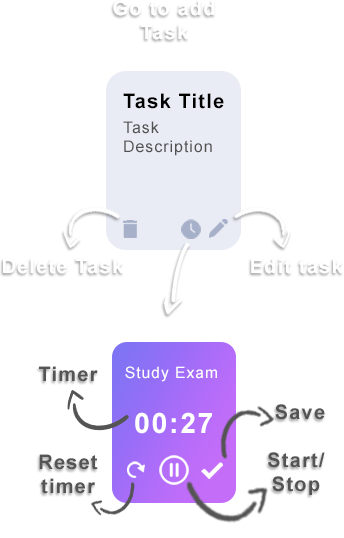 Go to add
Task
Task Title
Task
Description
Delete Task
Edit task
Study Exam
Timer
00:27
Save
Reset
timer
Start/
Stop